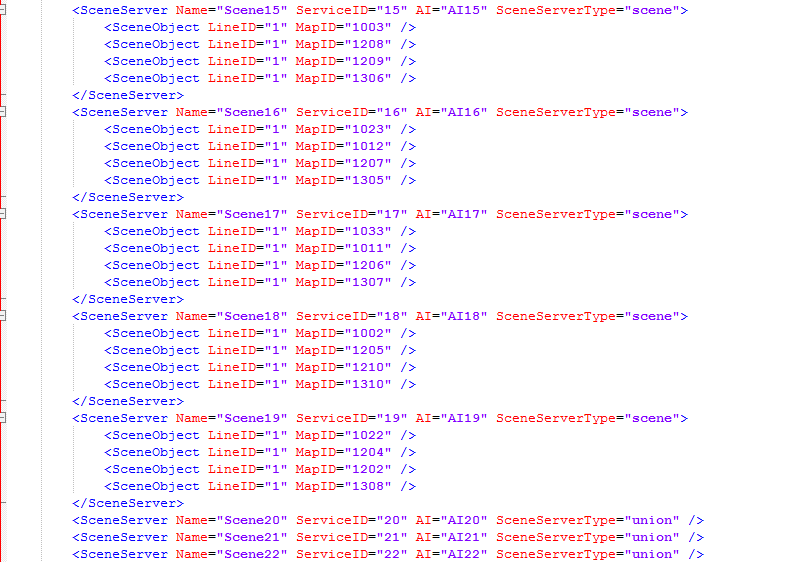 <SceneServer Name="Scene15" ServiceID="15" AI="AI15" SceneServerType="scene">
<SceneObject LineID="1" MapID="1003" />
<SceneObject LineID="1" MapID="1208" />
<SceneObject LineID="1" MapID="1209" />
<SceneObject LineID="1" MapID="1306" />
</SceneServer>
<SceneServer Name="Scene16" ServiceID="16" AI="AI16" SceneServerType="scene">
<SceneObject LineID="1" MapID="1023" />
<SceneObject LineID="1" MapID="1012" />
<SceneObject LineID="1" MapID="1207" />
<SceneObject LineID="1" MapID="1305" />
</SceneServer>
<SceneServer Name="Scene17" ServiceID="17" AI="AI17" SceneServerType="scene">
<SceneObject LineID="1" MapID="1033" />
<SceneObject LineID="1" MapID="1011" />
<SceneObject LineID="1" MapID="1206" />
<SceneObject LineID="1" MapID="1307" />
</SceneServer>
<SceneServer Name="Scene18" ServiceID="18" AI="AI18" SceneServerType="scene">
<SceneObject LineID="1" MapID="1002" />
<SceneObject LineID="1" MapID="1205" />
<SceneObject LineID="1" MapID="1210" />
<SceneObject LineID="1" MapID="1310" />
</SceneServer>
<SceneServer Name="Scene19" ServiceID="19" AI="AI19" SceneServerType="scene">
<SceneObject LineID="1" MapID="1022" />
<SceneObject LineID="1" MapID="1204" />
<SceneObject LineID="1" MapID="1202" />
<SceneObject LineID="1" MapID="1308" />
</SceneServer>
<SceneServer Name="Scene20" ServiceID="20" AI="AI20" SceneServerType="union" />
<SceneServer Name="Scene21" ServiceID="21" AI="AI21" SceneServerType="union" />
<SceneServer Name="Scene22" ServiceID="22" AI="AI22" SceneServerType="union" />